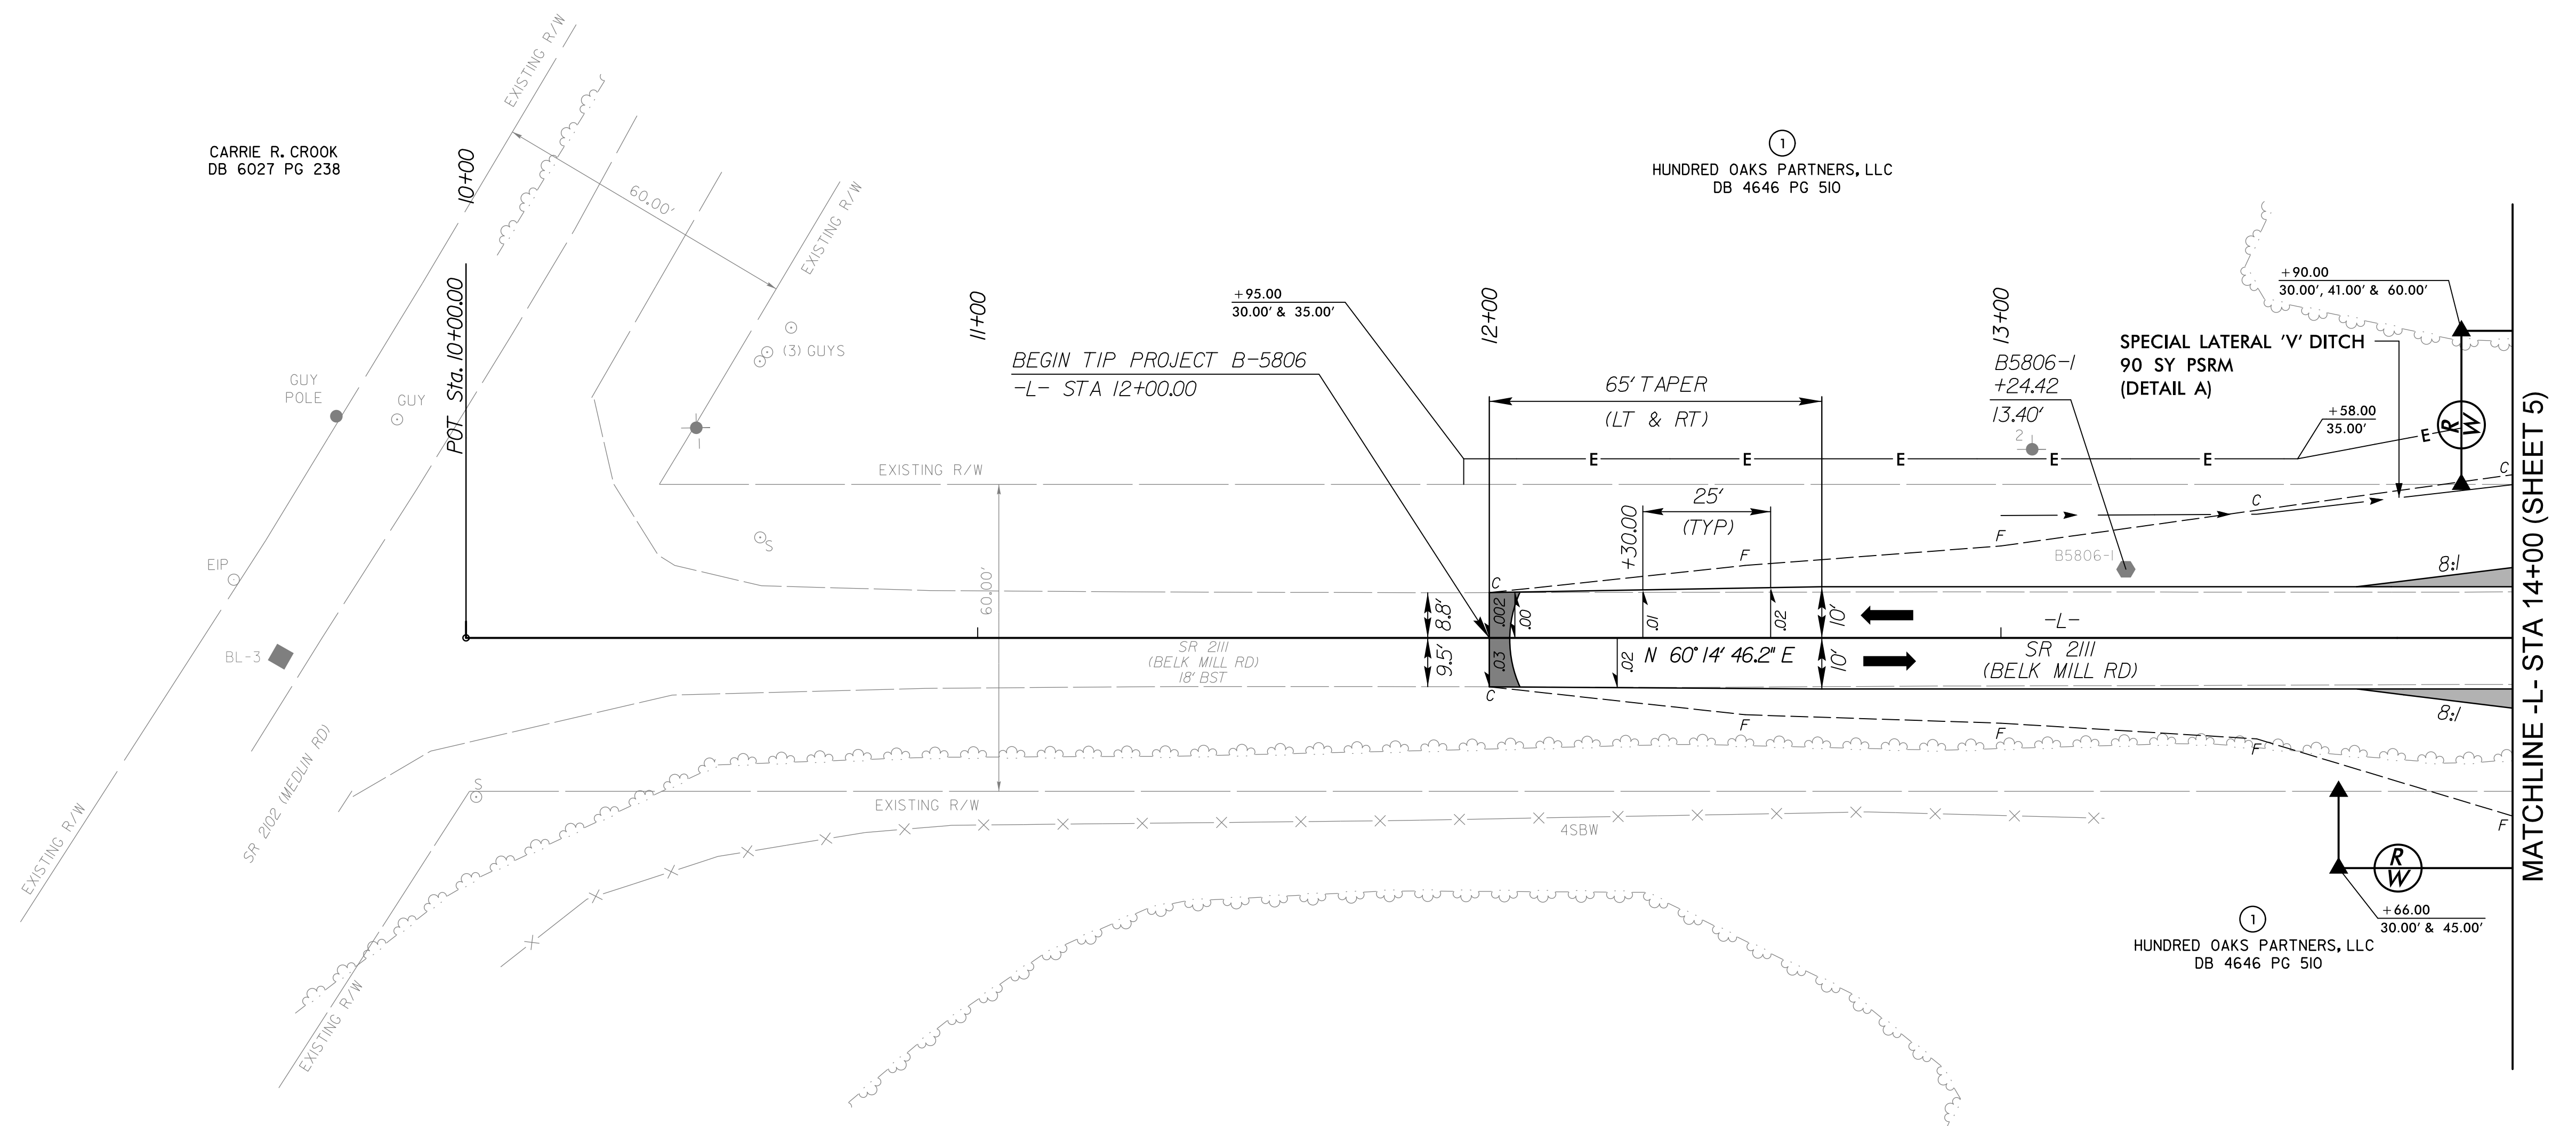 EXISTING R/W
CARRIE R. CROOK
DB 6027 PG 238
10+00
60.00'
EXISTING R/W
1
HUNDRED OAKS PARTNERS, LLC
DB 4646 PG 510
POT Sta. 10+00.00
11+00
12+00
13+00
+95.00
30.00' & 35.00'
+90.00
30.00', 41.00' & 60.00'
(3) GUYS
GUY
POLE
GUY
BEGIN TIP PROJECT B-5806
-L- STA 12+00.00
65' TAPER
(LT & RT)
B5806-1
+24.42
13.40'
SPECIAL LATERAL 'V' DITCH
90 SY PSRM
(DETAIL A)
+58.00
35.00'
R
W
1
2
E
E
E
E
E
E
EXISTING R/W
25'
(TYP)
+30.00
C
C
F
F
S
EIP
60.00'
B5806-1
8:1
C
8.8'
.002
.00
.01
.02
10'
-L-
BL-3
SR 2111
(BELK MILL RD)
18' BST
9.5'
.03
.02
N 60° 14' 46.2" E
10'
SR 2111
(BELK MILL RD)
C
8:1
F
F
F
F
SR 2102 (MEDLIN RD)
S
EXISTING R/W
4SBW
EXISTING R/W
EXISTING R/W
R
W
+66.00
30.00' & 45.00'
1
HUNDRED OAKS PARTNERS, LLC
DB 4646 PG 510
MATCHLINE -L- STA 14+00 (SHEET 5)